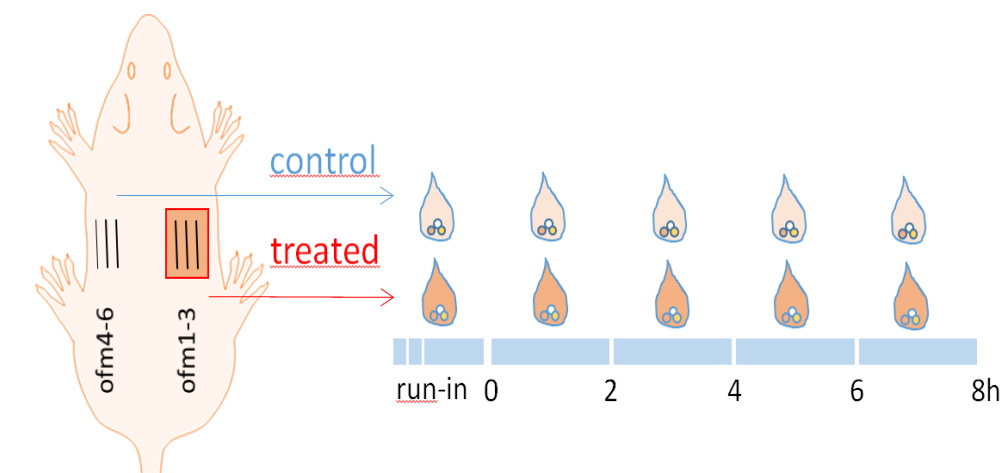 control
treated
ofm4-6
ofm1-3
run-in 0 2 4 6 8h